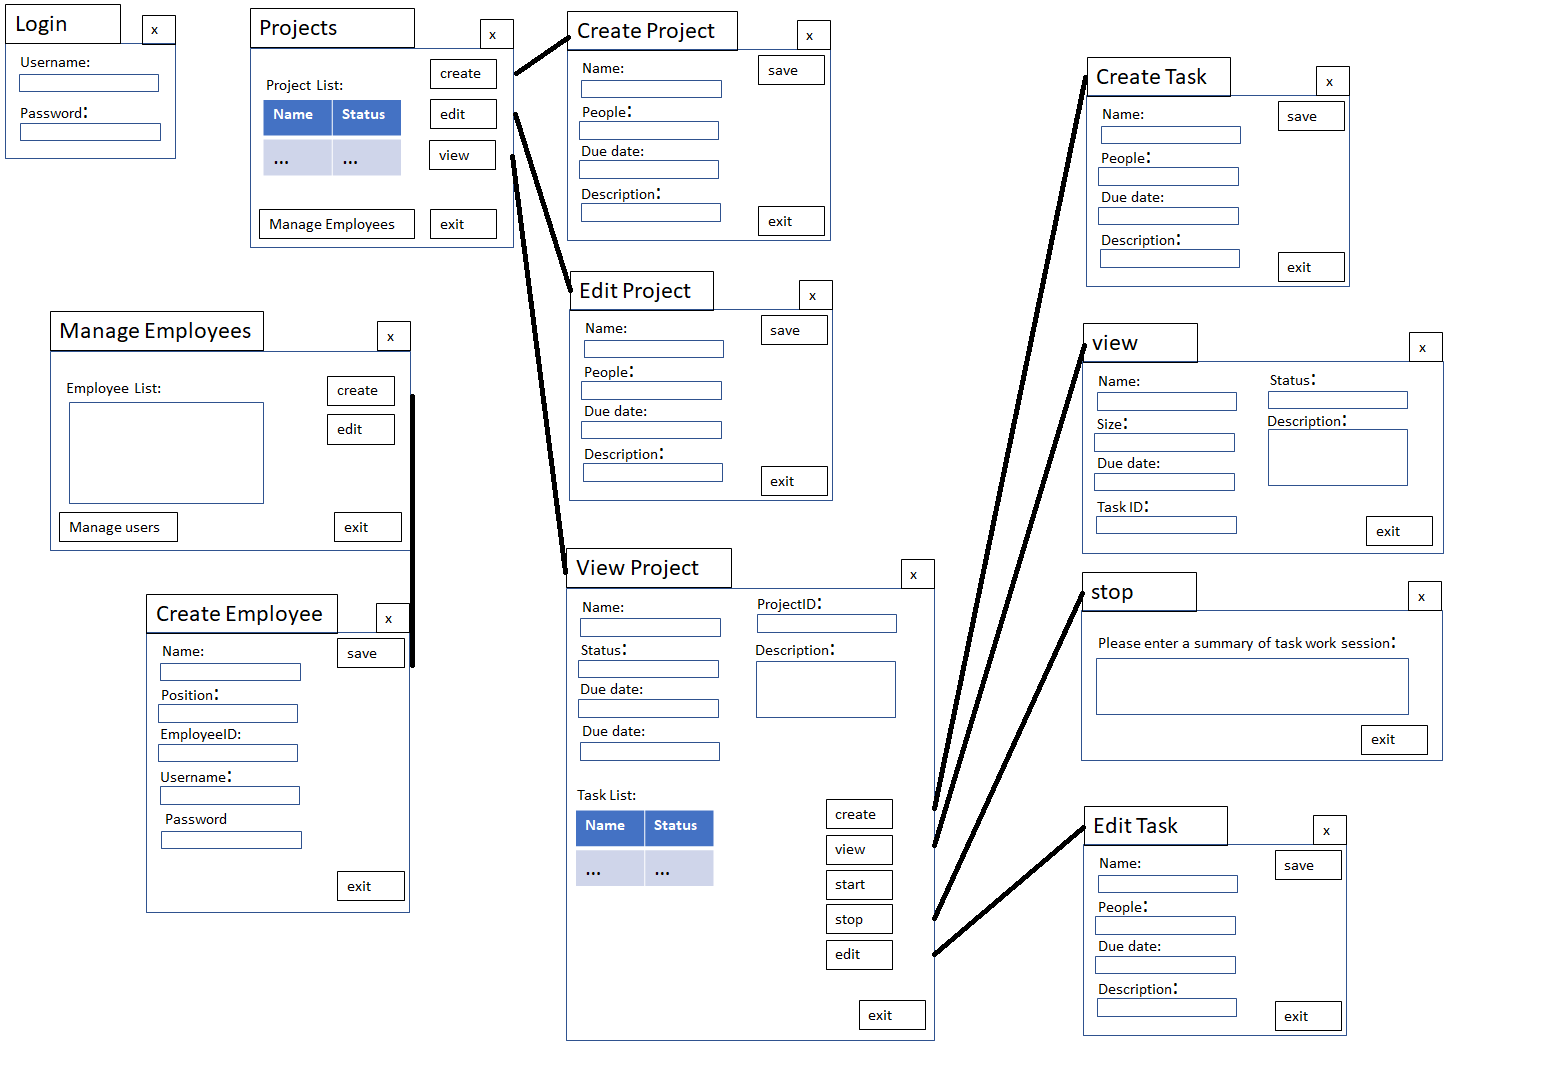 Login
x
Username:
Password:
Projects
x
Project List:
Name Status
... ...
create
edit
view
Manage Employees
exit
Create Project
x
Name:
save
People:
Due date:
Description:
exit
Edit Project
x
Name:
save
People:
Due date:
Description:
exit
Manage Employees
x
Employee List:
create
edit
Manage users
exit
Create Employee
x
Name:
save
Position:
EmployeeID:
Username:
Password
exit
View Project
x
Name:
ProjectID:
Status:
Description:
Due date:
Due date:
Task List:
Name Status
... ...
create
view
start
stop
edit
exit
Create Task
x
Name:
save
People:
Due date:
Description:
exit
view
x
Name:
Status:
Size:
Description:
Due date:
Task ID:
exit
stop
x
Please enter a summary of task work session:
exit
Edit Task
x
Name:
save
People:
Due date:
Description:
exit